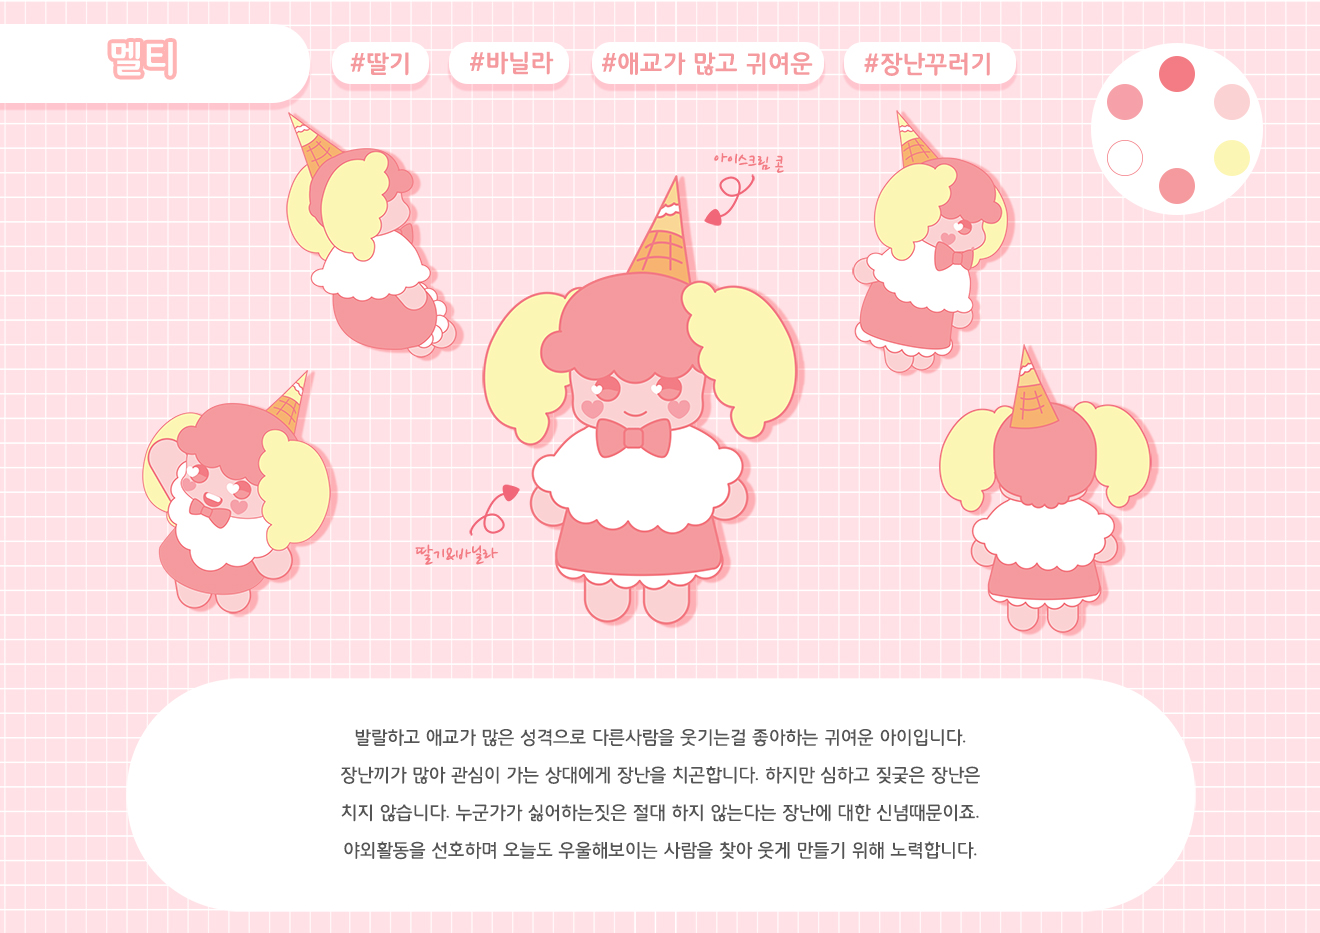 멜티
#딸기
#바닐라
#애교가 많고 귀여운
#장난꾸러기
아이스크림 콘
딸기&바닐라
발랄하고 애교가 많은 성격으로 다른사람을 웃기는걸 좋아하는 귀여운 아이입니다.
장난끼가 많아 관심이 가는 상대에게 장난을 치곤합니다. 하지만 심하고 짖궂은 장난은
치지 않습니다. 누군가가 싫어하는짓은 절대 하지 않는다는 장난에 대한 신념때문이죠.
야외활동을 선호하며 오늘도 우울해보이는 사람을 찾아 웃게 만들기 위해 노력합니다.